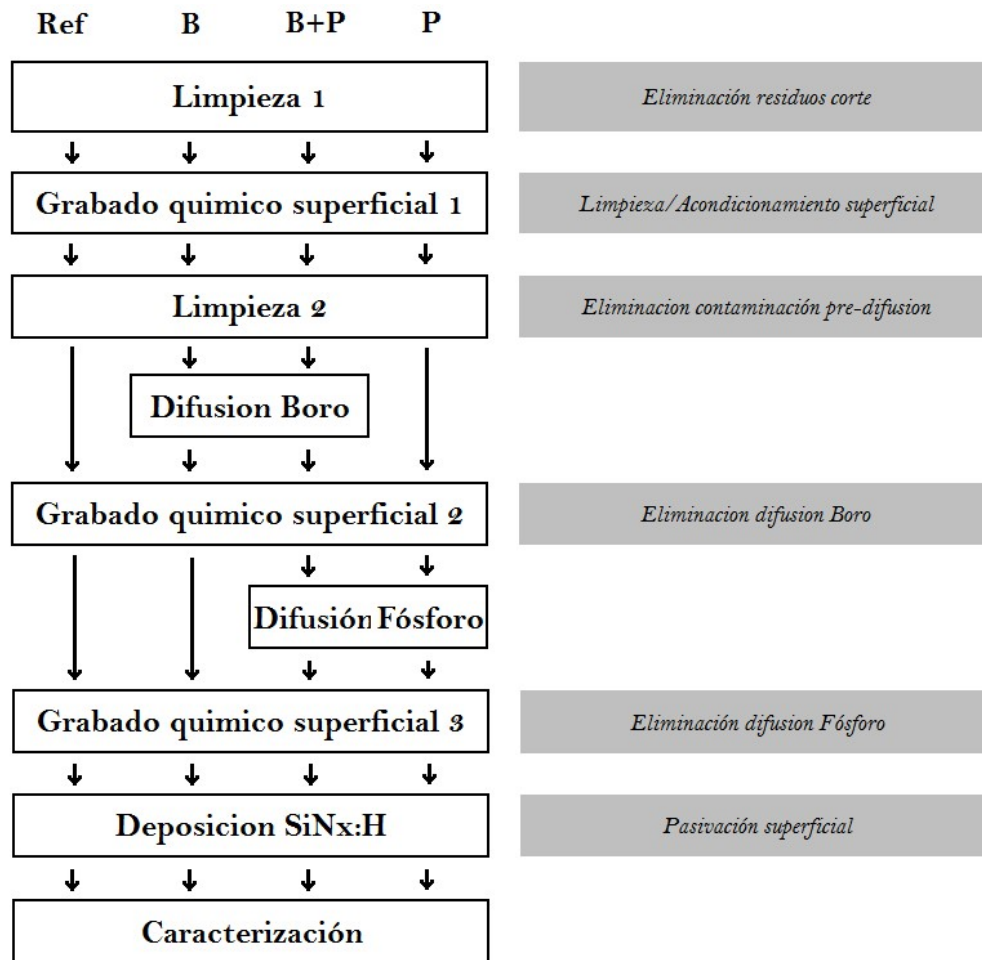 Ref B B+P P
Limpieza 1
Eliminación residuos corte
Grabado quimico superficial 1
Limpieza/Acondicionamiento superficial
Limpieza 2
Eliminacion contaminación pre-difusion
Difusion Boro
Grabado quimico superficial 2
Eliminacion difusion Boro
Difusión Fósforo
Grabado quimico superficial 3
Eliminación difusion Fósforo
Deposicion SiNx:H
Pasivación superficial
Caracterización